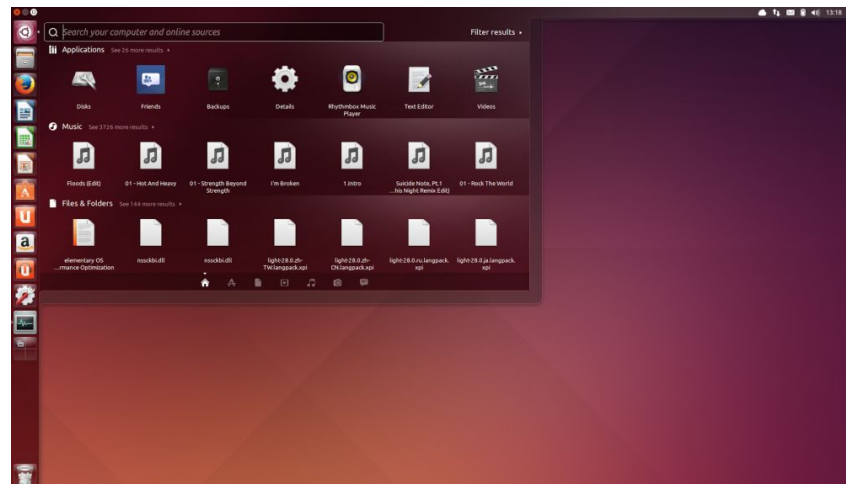 13:18
Search your computer and online sources
Filter results
Applications See 26 more results
Disks
Friends
Backups
Details
Rhythmbox Music
Player
Text Editor
Videos
Music See 3726 more results
Floods (Edit)
01 - Hot And Heavy
01 - Strength Beyond
Strength
I'm Broken
1.Intro
Suicide Note, Pt.1
...his Night Remix Edit)
01 - Rock The World
Files & Folders See 144 more results
elementary OS
...rmance Optimization
nssckbi.dll
nssckbi.dll
light-28.0.zh-
TW.langpack.xpi
light-28.0.zh-
CN.langpack.xpi
light-28.0.ru.langpack.
xpi
light-28.0.ja.langpack.
xpi